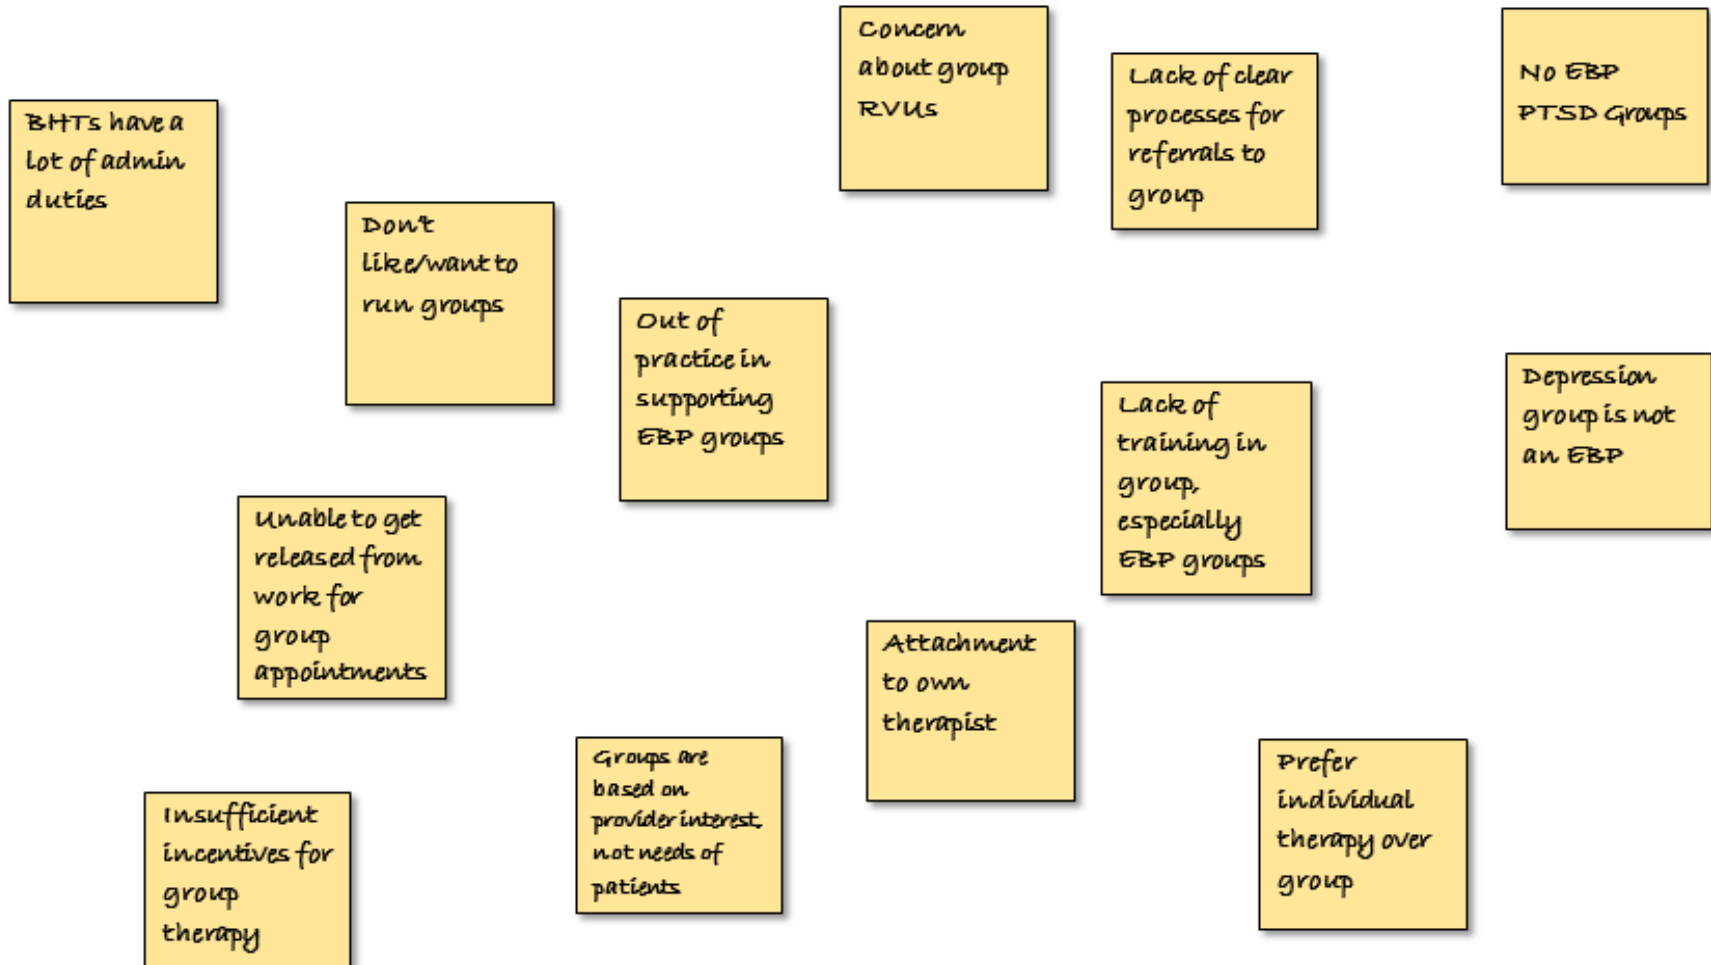 Concern
about group
RVUs
Lack of clear
processes for
referrals to
group
No EBP
PTSD Groups
BHTs have a
lot of admin
duties
Don't
like/want to
run groups
Out of
practice in
supporting
EBP groups
Lack of
training in
group,
especially
EBP groups
Depression
group is not
an EBP
Unable to get
released from
work for
group
appointments
Attachment
to own
therapist
Groups are
based on
provider interest,
not needs of
patients
Prefer
individual
therapy over
group
Insufficient
incentives for
group
therapy